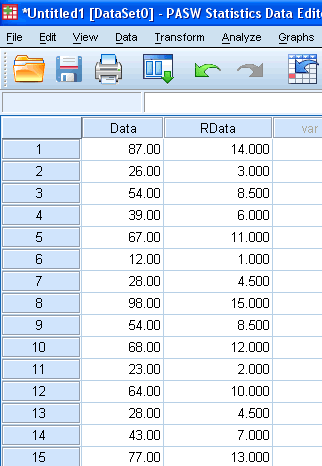 *Untitled1 [DataSet0] - PASW Statistics Data Edit
File Edit View Data Transform Analyze Graphs
Data RData var
1 87.00 14.000
2 26.00 3.000
3 54.00 8.500
4 39.00 6.000
5 67.00 11.000
6 12.00 1.000
7 28.00 4.500
8 98.00 15.000
9 54.00 8.500
10 68.00 12.000
11 23.00 2.000
12 64.00 10.000
13 28.00 4.500
14 43.00 7.000
15 77.00 13.000